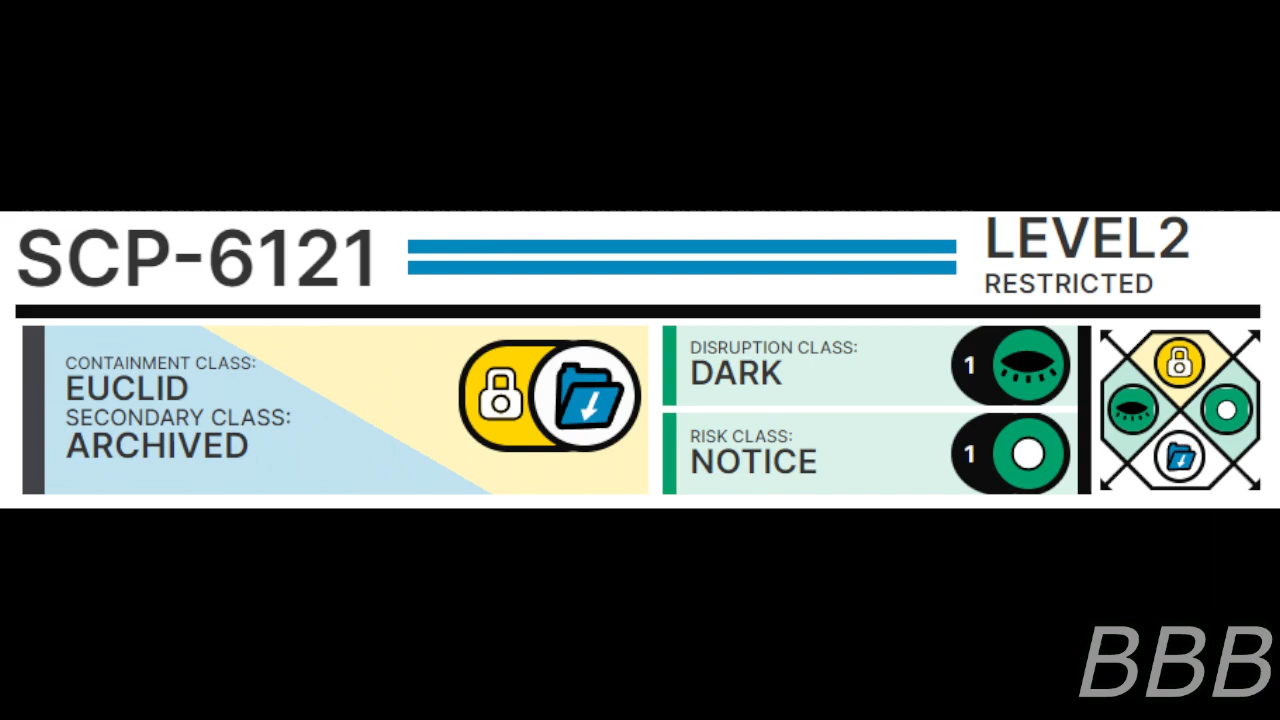 SCP-6121
LEVEL2
RESTRICTED
CONTAINMENT CLASS:
EUCLID
SECONDARY CLASS:
ARCHIVED
DISRUPTION CLASS:
DARK
1
RISK CLASS:
NOTICE
1
BBB